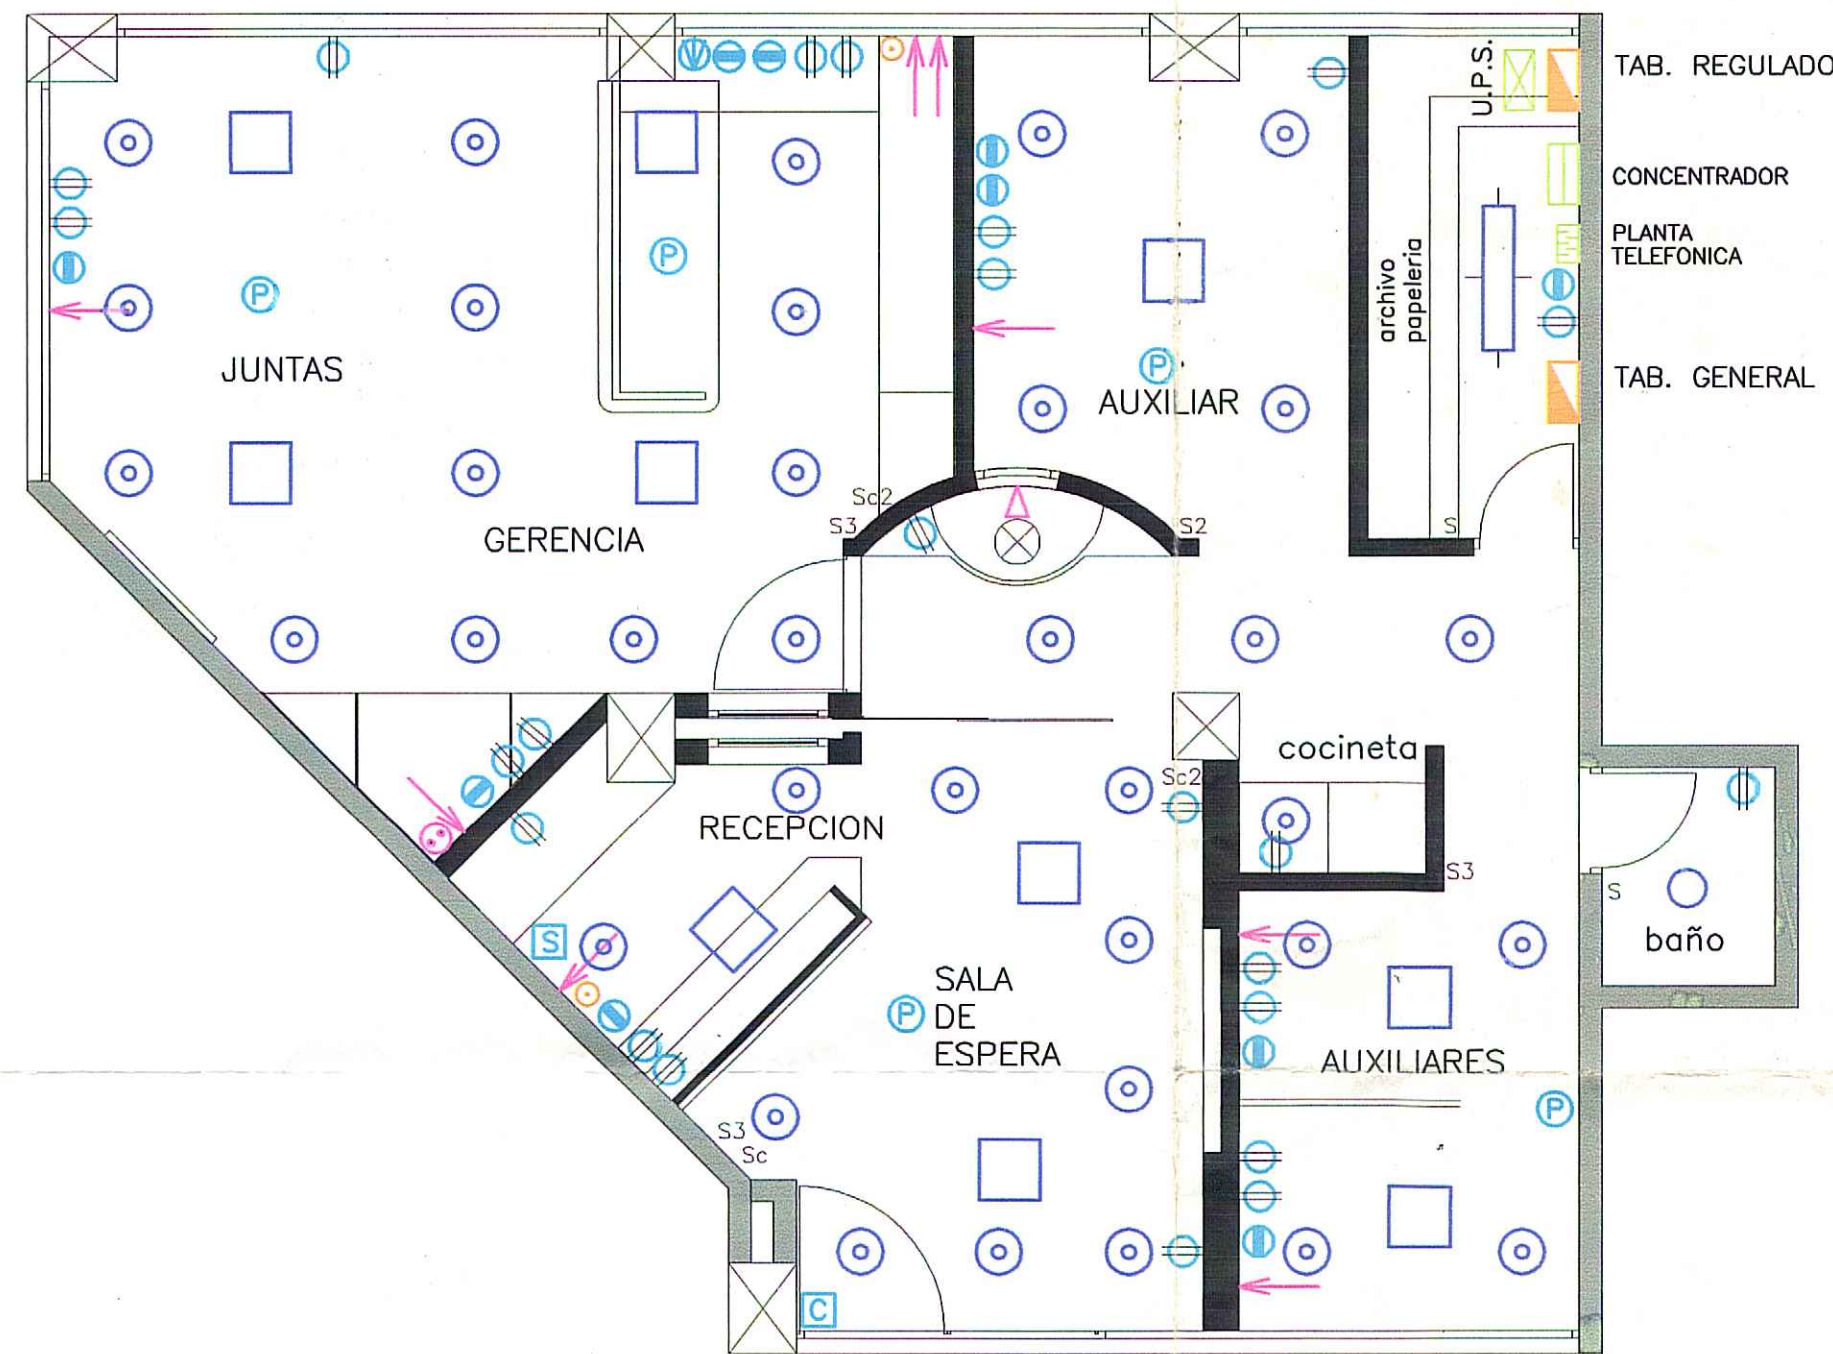 TAB. REGULADO
U.P.S.
CONCENTRADOR
PLANTA
TELEFONICA
archivo
papeleria
TAB. GENERAL
P
P
P
JUNTAS
AUXILIAR
GERENCIA
Sc2
S3
S2
S
cocineta
Sc2
RECEPCION
S3
S
baño
S
P
SALA
DE
ESPERA
AUXILIARES
P
S3
Sc
C